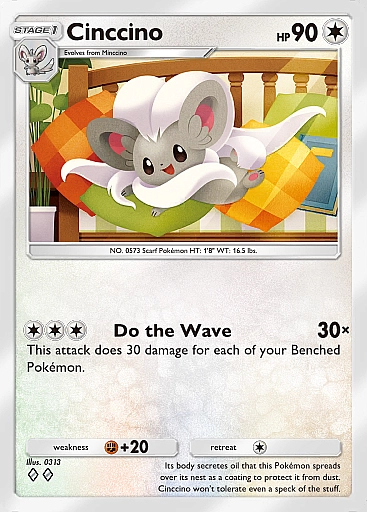 STAGE 1
Cinccino
HP 90
Evolves from Minccino
NO. 0573 Scarf Pokémon HT: 1'8" WT: 16.5 lbs.
Do the Wave 30×
This attack does 30 damage for each of your Benched
Pokémon.
weakness +20 retreat
Illus. 0313
Its body secretes oil that this Pokémon spreads
over its nest as a coating to protect it from dust.
Cinccino won't tolerate even a speck of the stuff.